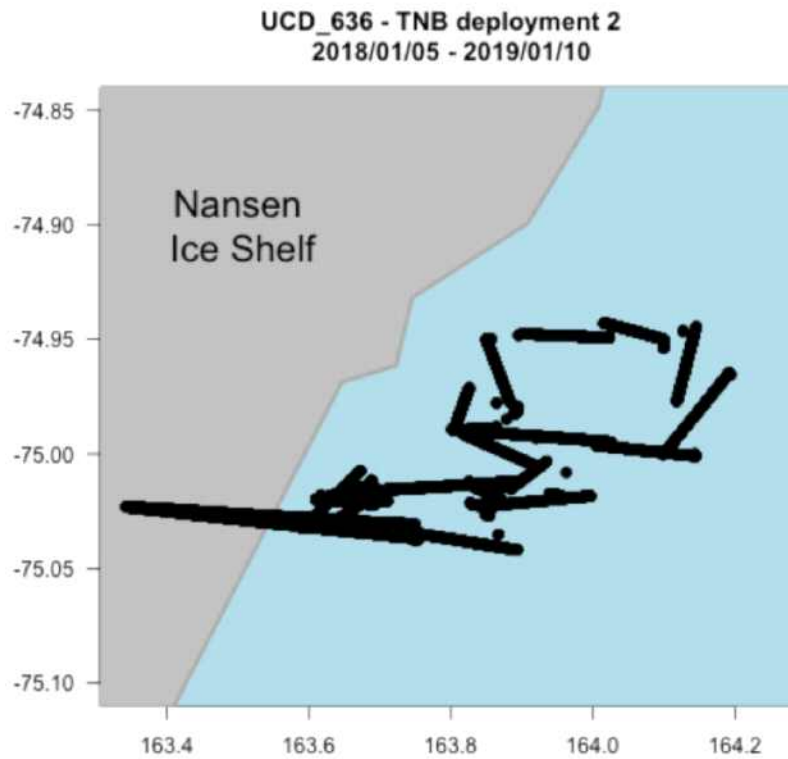 UCD_636 - TNB deployment 2
2018/01/05 - 2019/01/10
-74.85
Nansen
-74.90
Ice Shelf
-74.95
-75.00
-75.05
-75.10
163.4 163.6 163.8 164.0 164.2